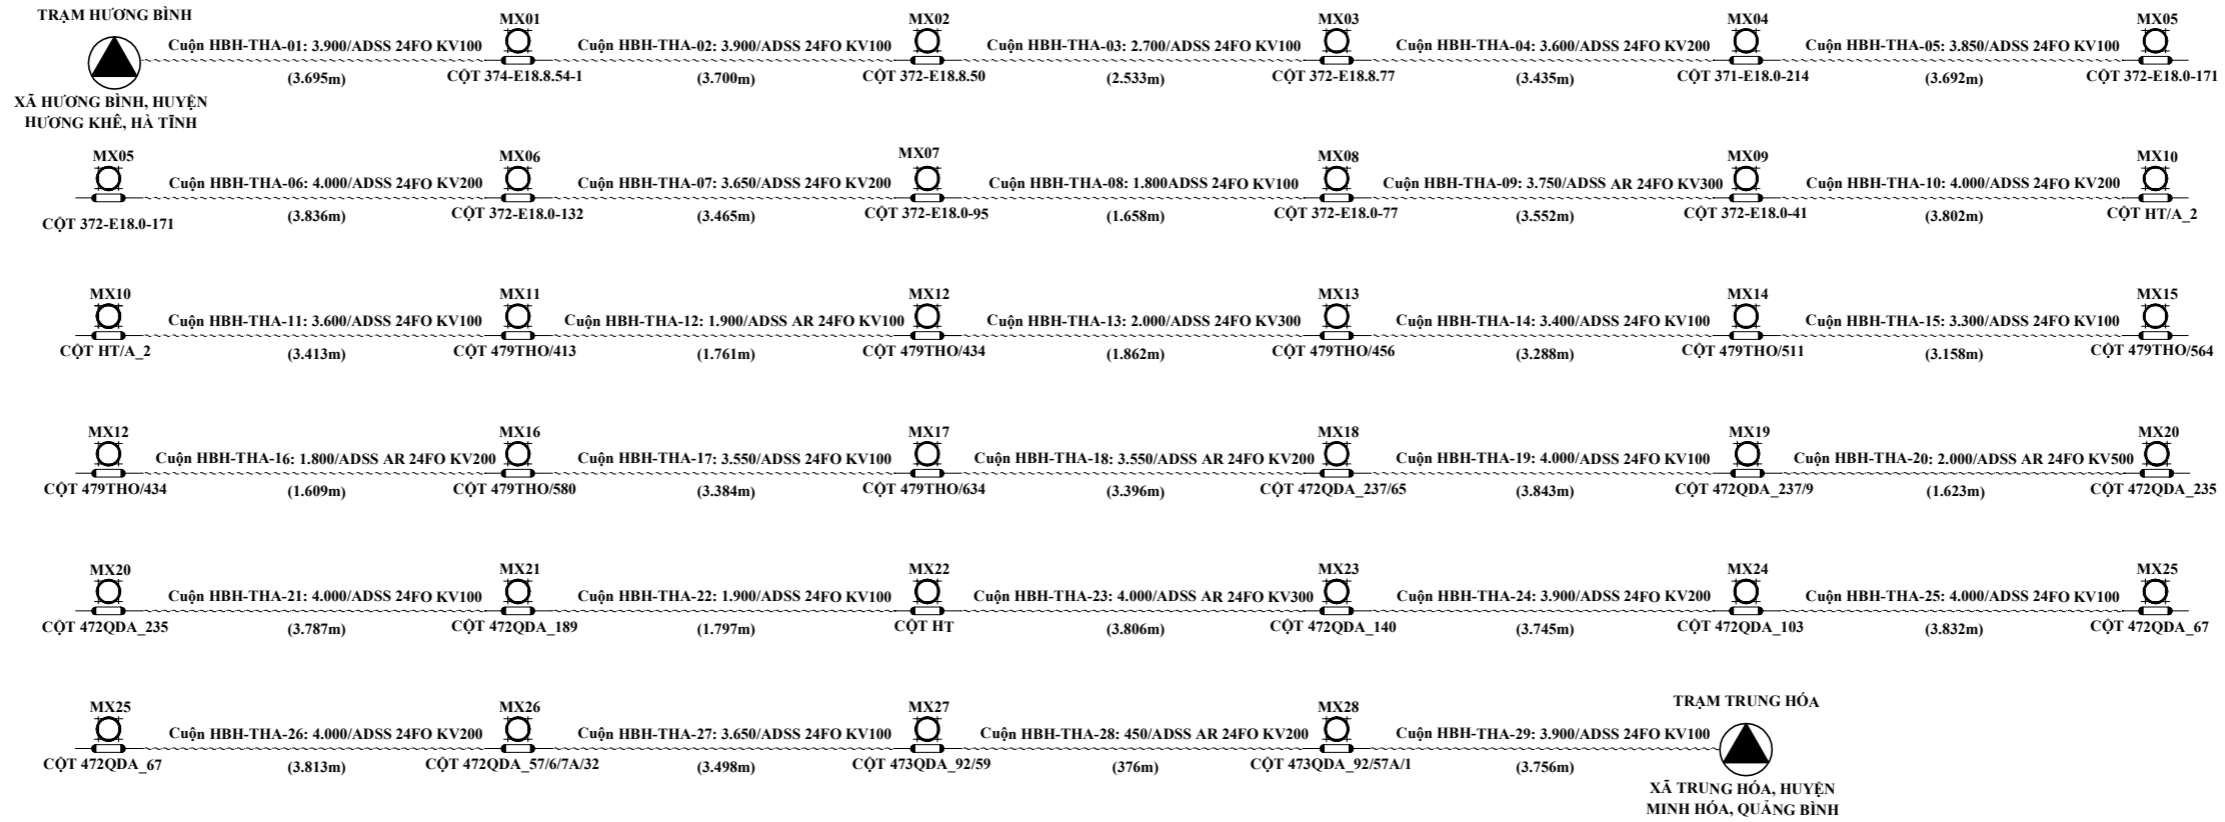 TRẠM HƯƠNG BÌNH
MX01
MX02
MX03
MX04
MX05
Cuộn HBH-THA-01: 3.900/ADSS 24FO KV100
Cuộn HBH-THA-02: 3.900/ADSS 24FO KV100
Cuộn HBH-THA-03: 2.700/ADSS 24FO KV100
Cuộn HBH-THA-04: 3.600/ADSS 24FO KV200
Cuộn HBH-THA-05: 3.850/ADSS 24FO KV100
(3.695m)
CỘT 374-E18.8.54-1
(3.700m)
CỘT 372-E18.8.50
(2.533m)
CỘT 372-E18.8.77
(3.435m)
CỘT 371-E18.0-214
(3.692m)
CỘT 372-E18.0-171
XÃ HƯƠNG BÌNH, HUYỆN
HƯƠNG KHÊ, HÀ TĨNH
MX05
MX06
MX07
MX08
MX09
MX10
Cuộn HBH-THA-06: 4.000/ADSS 24FO KV200
Cuộn HBH-THA-07: 3.650/ADSS 24FO KV200
Cuộn HBH-THA-08: 1.800ADSS 24FO KV100
Cuộn HBH-THA-09: 3.750/ADSS AR 24FO KV300
Cuộn HBH-THA-10: 4.000/ADSS 24FO KV200
CỘT 372-E18.0-171
(3.836m)
CỘT 372-E18.0-132
(3.465m)
CỘT 372-E18.0-95
(1.658m)
CỘT 372-E18.0-77
(3.552m)
CỘT 372-E18.0-41
(3.802m)
CỘT HT/A_2
MX10
MX11
MX12
MX13
MX14
MX15
Cuộn HBH-THA-11: 3.600/ADSS 24FO KV100
Cuộn HBH-THA-12: 1.900/ADSS AR 24FO KV100
Cuộn HBH-THA-13: 2.000/ADSS 24FO KV300
Cuộn HBH-THA-14: 3.400/ADSS 24FO KV100
Cuộn HBH-THA-15: 3.300/ADSS 24FO KV100
CỘT HT/A_2
(3.413m)
CỘT 479THO/413
(1.761m)
CỘT 479THO/434
(1.862m)
CỘT 479THO/456
(3.288m)
CỘT 479THO/511
(3.158m)
CỘT 479THO/564
MX12
MX16
MX17
MX18
MX19
MX20
Cuộn HBH-THA-16: 1.800/ADSS AR 24FO KV200
Cuộn HBH-THA-17: 3.550/ADSS 24FO KV100
Cuộn HBH-THA-18: 3.550/ADSS AR 24FO KV200
Cuộn HBH-THA-19: 4.000/ADSS 24FO KV100
Cuộn HBH-THA-20: 2.000/ADSS AR 24FO KV500
CỘT 479THO/434
(1.609m)
CỘT 479THO/580
(3.384m)
CỘT 479THO/634
(3.396m)
CỘT 472QDA_237/65
(3.843m)
CỘT 472QDA_237/9
(1.623m)
CỘT 472QDA_235
MX20
MX21
MX22
MX23
MX24
MX25
Cuộn HBH-THA-21: 4.000/ADSS 24FO KV100
Cuộn HBH-THA-22: 1.900/ADSS 24FO KV100
Cuộn HBH-THA-23: 4.000/ADSS AR 24FO KV300
Cuộn HBH-THA-24: 3.900/ADSS 24FO KV200
Cuộn HBH-THA-25: 4.000/ADSS 24FO KV100
CỘT 472QDA_235
(3.787m)
CỘT 472QDA_189
(1.797m)
CỘT HT
(3.806m)
CỘT 472QDA_140
(3.745m)
CỘT 472QDA_103
(3.832m)
CỘT 472QDA_67
MX25
MX26
MX27
MX28
TRẠM TRUNG HÓA
Cuộn HBH-THA-26: 4.000/ADSS 24FO KV200
Cuộn HBH-THA-27: 3.650/ADSS 24FO KV100
Cuộn HBH-THA-28: 450/ADSS AR 24FO KV200
Cuộn HBH-THA-29: 3.900/ADSS 24FO KV100
CỘT 472QDA_67
(3.813m)
CỘT 472QDA_57/6/7A/32
(3.498m)
CỘT 473QDA_92/59
(376m)
CỘT 473QDA_92/57A/1
(3.756m)
XÃ TRUNG HÓA, HUYỆN
MINH HÓA, QUẢNG BÌNH